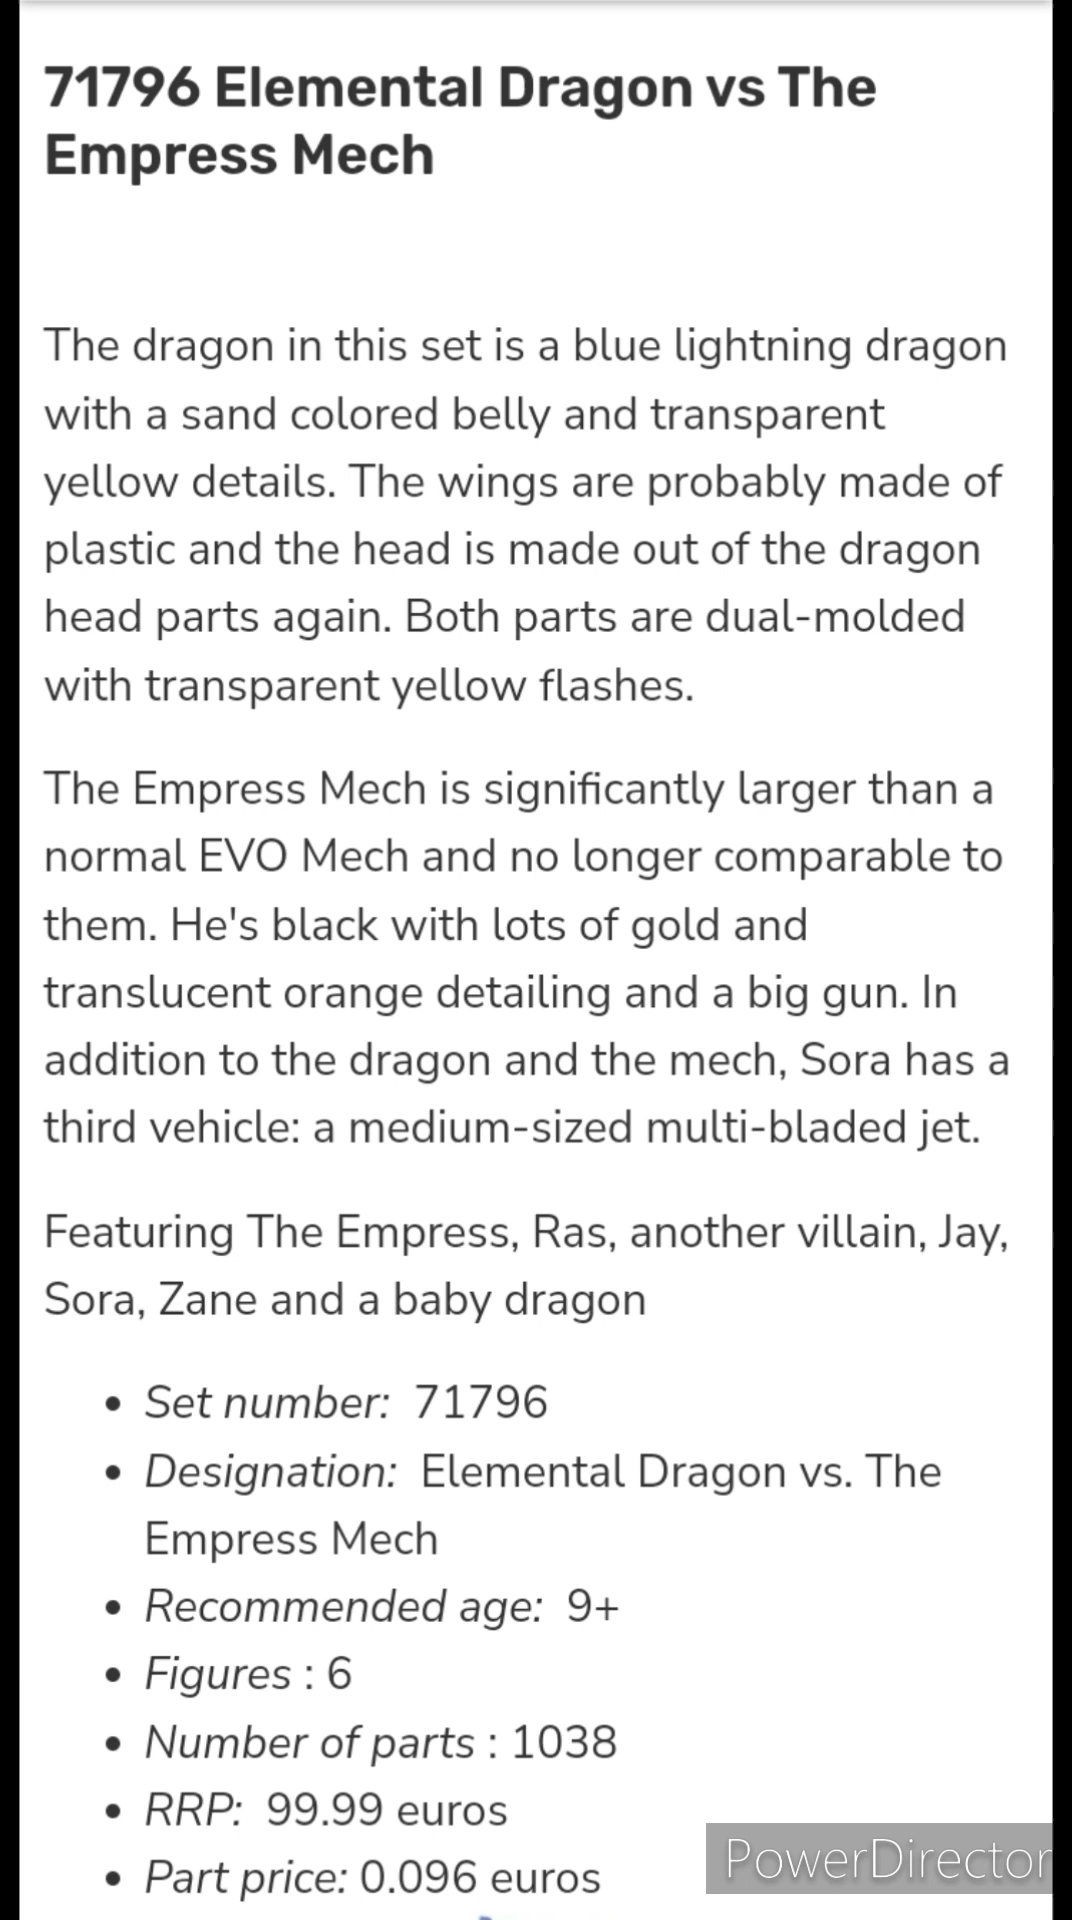 71796 Elemental Dragon vs The
Empress Mech
The dragon in this set is a blue lightning dragon
with a sand colored belly and transparent
yellow details. The wings are probably made of
plastic and the head is made out of the dragon
head parts again. Both parts are dual-molded
with transparent yellow flashes.
The Empress Mech is significantly larger than a
normal EVO Mech and no longer comparable to
them. He's black with lots of gold and
translucent orange detailing and a big gun. In
addition to the dragon and the mech, Sora has a
third vehicle: a medium-sized multi-bladed jet.
Featuring The Empress, Ras, another villain, Jay,
Sora, Zane and a baby dragon
• Set number: 71796
• Designation: Elemental Dragon vs. The
Empress Mech
• Recommended age: 9+
• Figures : 6
• Number of parts : 1038
• RRP: 99.99 euros
• Part price: 0.096 euros
PowerDirector